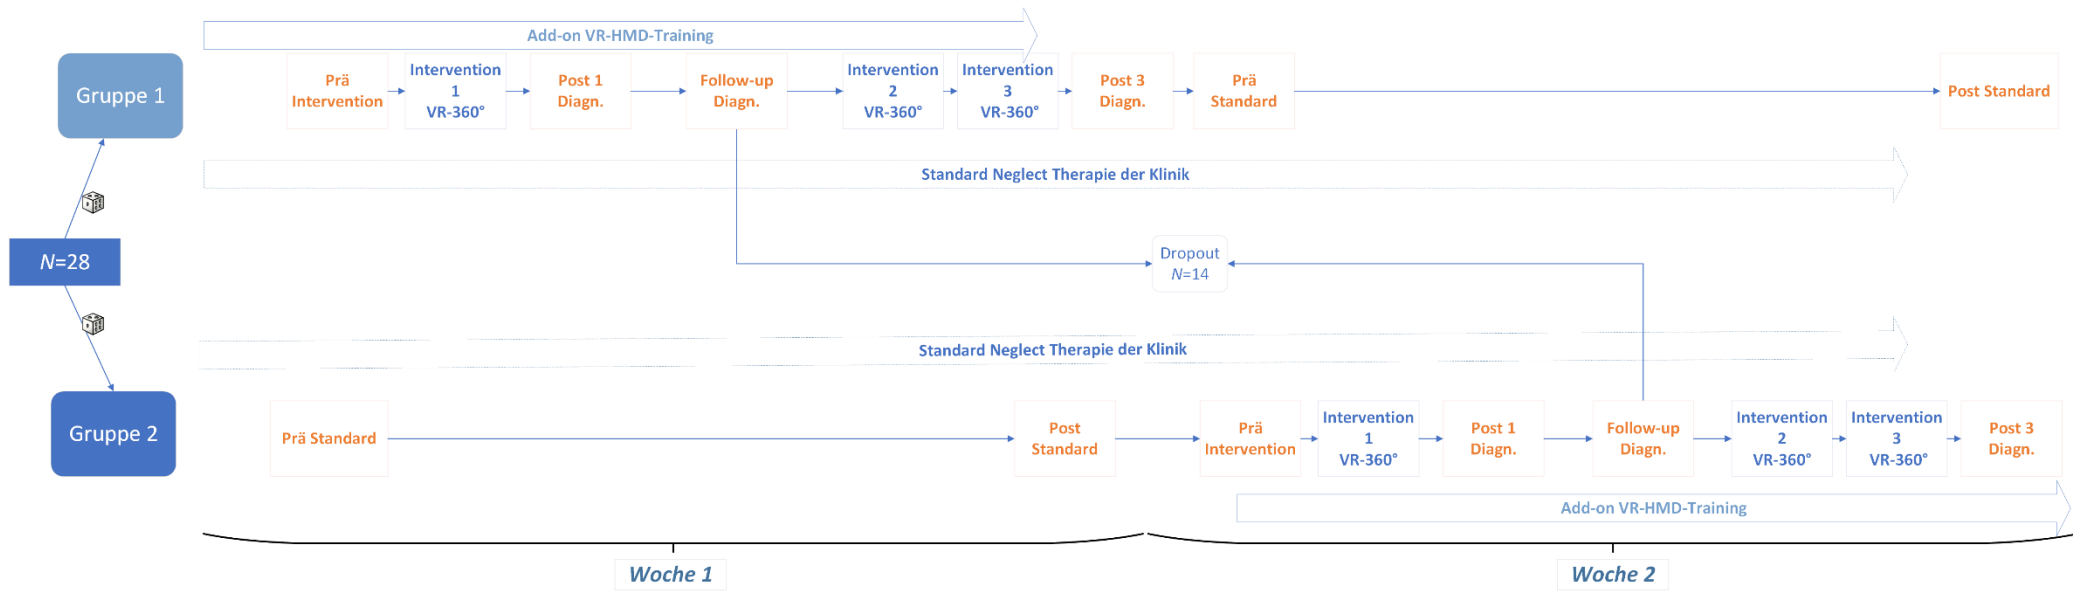 Add-on VR-HMD-Training
Gruppe 1
Prä
Intervention
Intervention
1
VR-360°
Post 1
Diagn.
Follow-up
Diagn.
Intervention
2
VR-360°
Intervention
3
VR-360°
Post 3
Diagn.
Prä
Standard
Post Standard
Standard Neglect Therapie der Klinik
N=28
Dropout
N=14
Standard Neglect Therapie der Klinik
Gruppe 2
Prä Standard
Post
Standard
Prä
Intervention
Intervention
1
VR-360°
Post 1
Diagn.
Follow-up
Diagn.
Intervention
2
VR-360°
Intervention
3
VR-360°
Post 3
Diagn.
Add-on VR-HMD-Training
Woche 1
Woche 2